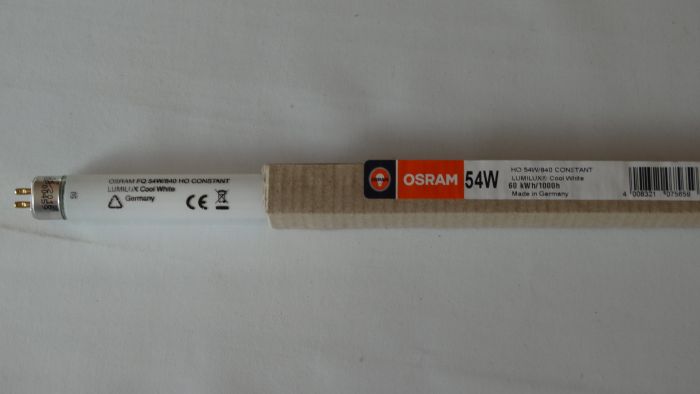 OSRAM FQ 54W/840 HO CONSTANT
LUMILUX Cool White
Germany
CE
OSRAM
54W
HO 54W/840 CONSTANT
LUMILUX® Cool White
60 kWh/1000h
Made in Germany
4 008321 075659